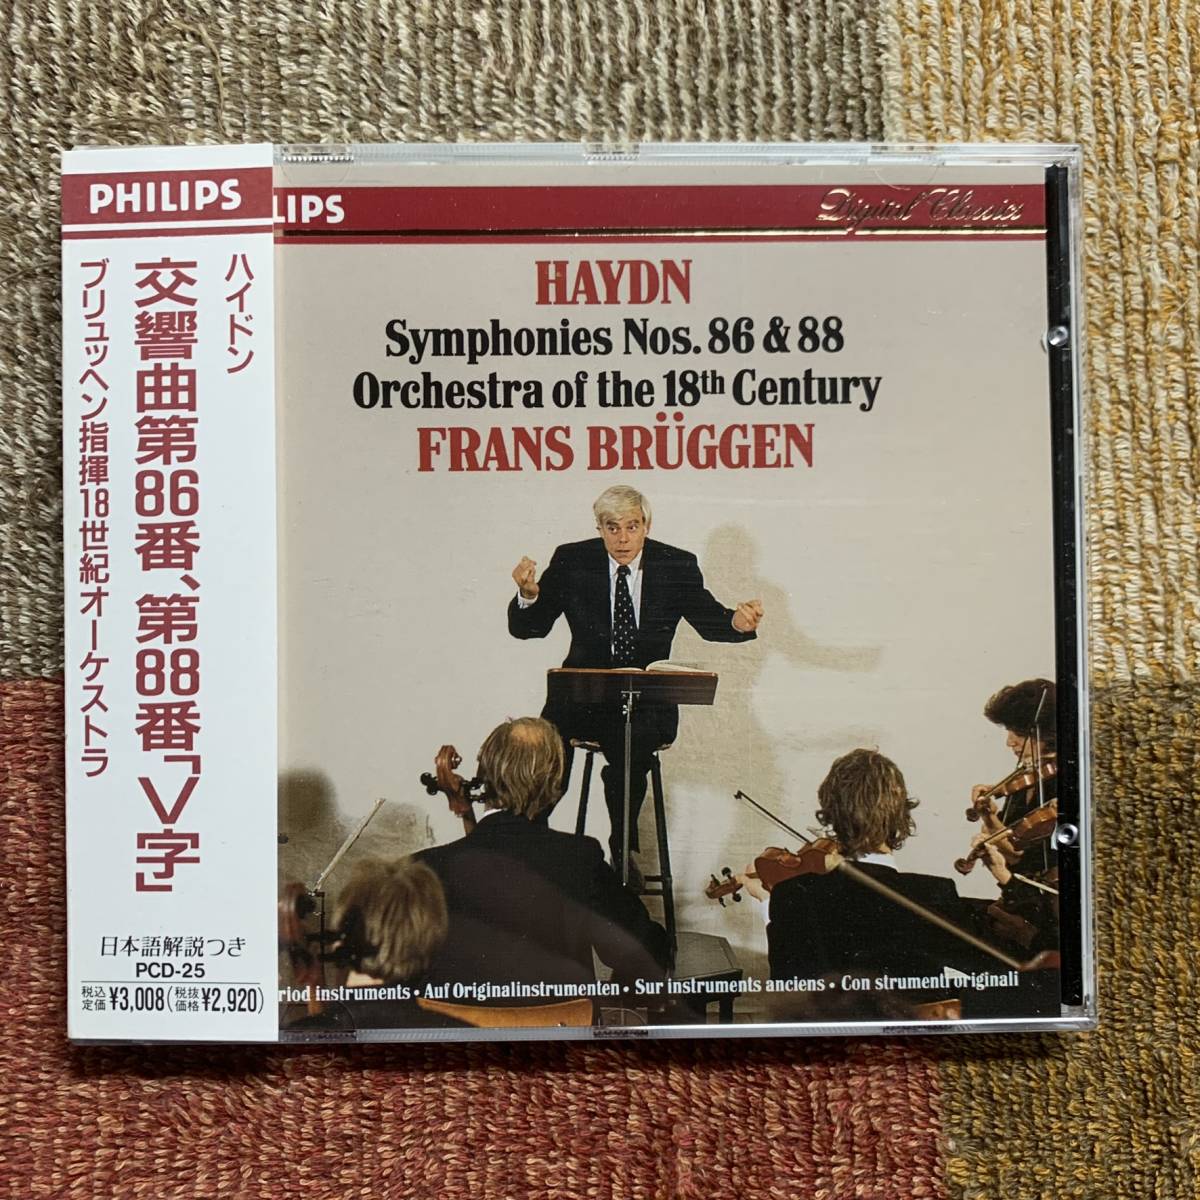 PHILIPS
ハイドン
交響曲第86番、第88番「V字」
ブリュッヘン指揮18世紀オーケストラ
日本語解説つき
PCD-25
税込定価¥3,008(税抜価格¥2,920)
LIPS
Digital Classics
HAYDN
Symphonies Nos. 86 & 88
Orchestra of the 18th Century
FRANS BRÜGGEN
riod instruments • Auf Originalinstrumenten • Sur instruments anciens • Con strumenti originali